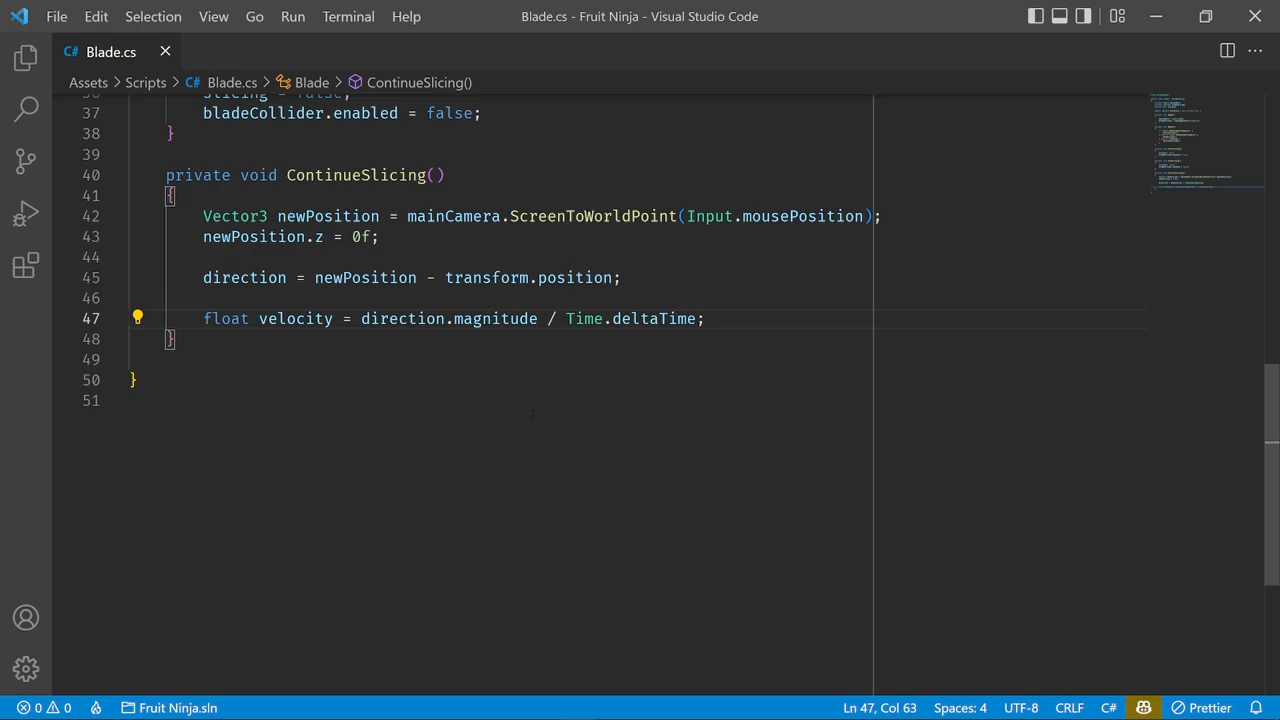 File Edit Selection View Go Run Terminal Help
Blade.cs - Fruit Ninja - Visual Studio Code
C# Blade.cs
Assets > Scripts > C# Blade.cs > Blade > ContinueSlicing()
36 slicing = false;
37 bladeCollider.enabled = false;
38 }
39
40 private void ContinueSlicing()
41 {
42 Vector3 newPosition = mainCamera.ScreenToWorldPoint(Input.mousePosition);
43 newPosition.z = 0f;
44
45 direction = newPosition - transform.position;
46
47 float velocity = direction.magnitude / Time.deltaTime;
48 }
49
50 }
51
0 0 Fruit Ninja.sln Ln 47, Col 63 Spaces: 4 UTF-8 CRLF C# Prettier